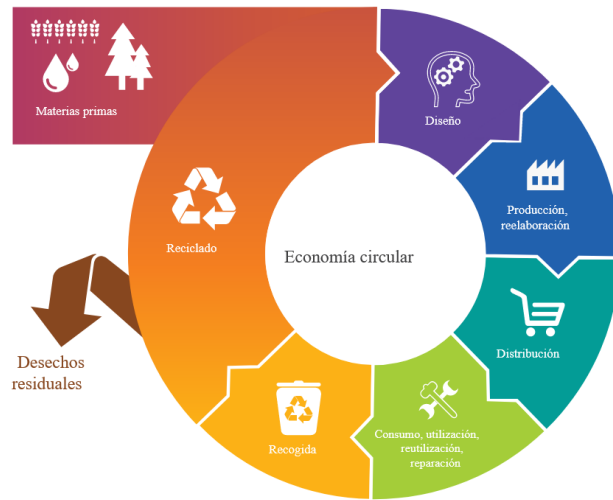 Materias primas
Diseño
Producción,
reelaboración
Distribución
Consumo, utilización,
reutilización,
reparación
Recogida
Reciclado
Economía circular
Desechos
residuales